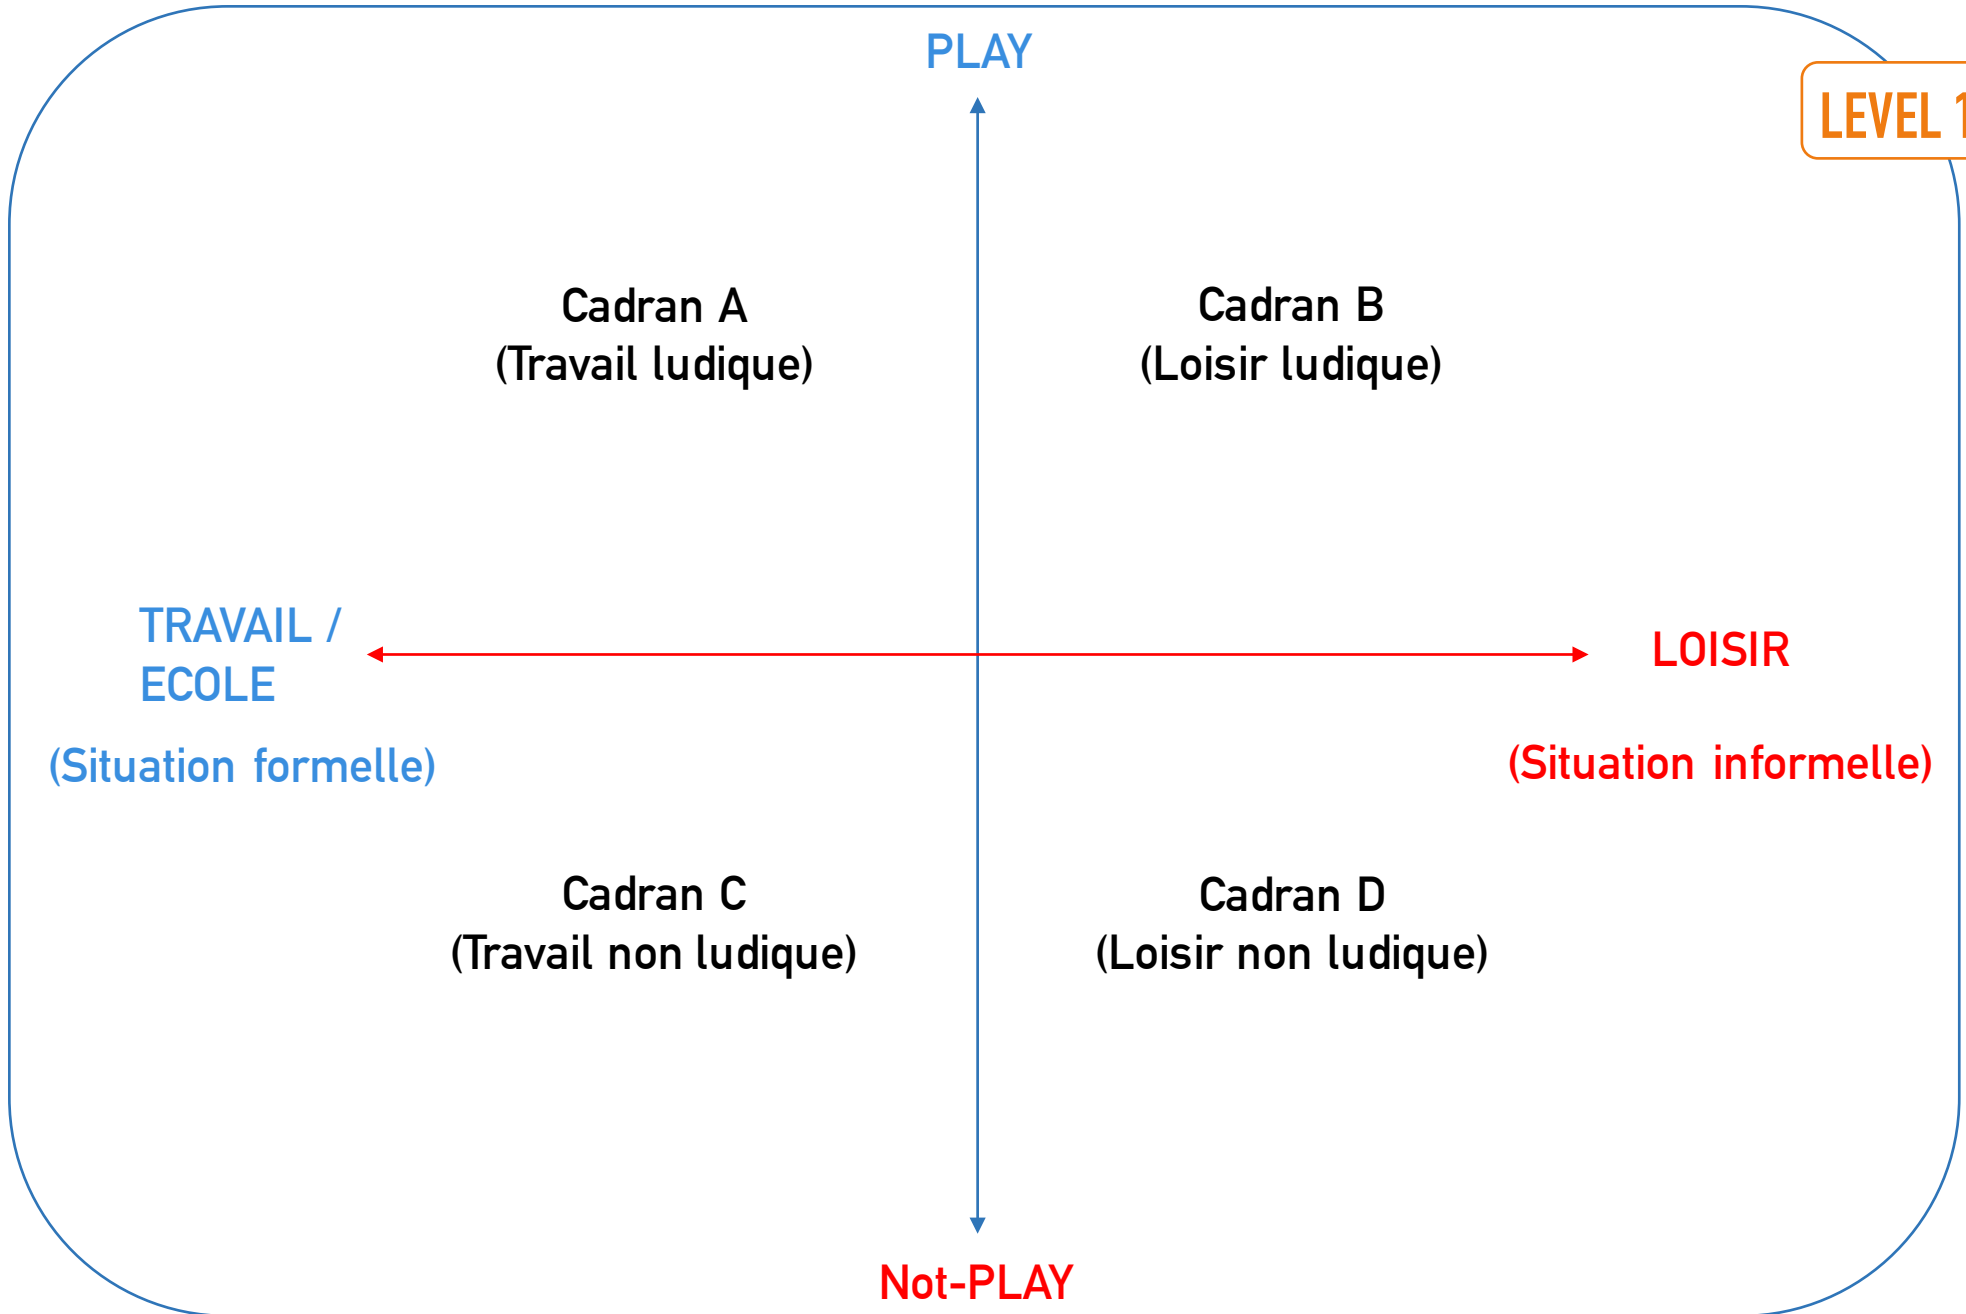 PLAY
LEVEL 1
Cadran A
(Travail ludique)
Cadran B
(Loisir ludique)
TRAVAIL /
ECOLE
(Situation formelle)
LOISIR
(Situation informelle)
Cadran C
(Travail non ludique)
Cadran D
(Loisir non ludique)
Not-PLAY